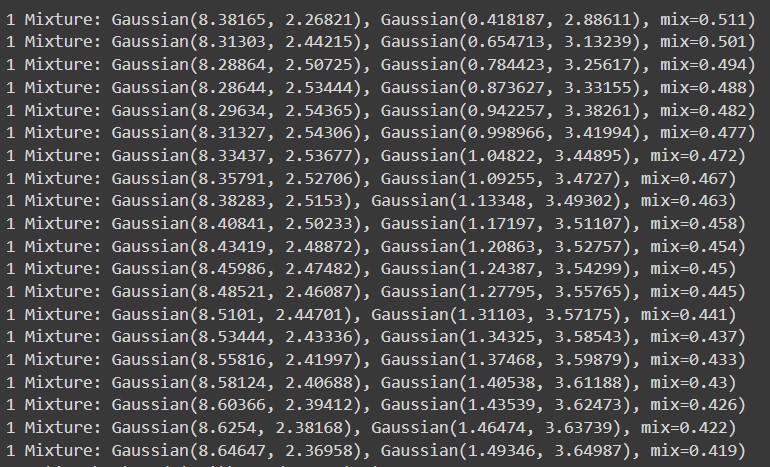 1 Mixture: Gaussian(8.38165, 2.26821), Gaussian(0.418187, 2.88611), mix=0.511)
1 Mixture: Gaussian(8.31303, 2.44215), Gaussian(0.654713, 3.13239), mix=0.501)
1 Mixture: Gaussian(8.28864, 2.50725), Gaussian(0.784423, 3.25617), mix=0.494)
1 Mixture: Gaussian(8.28644, 2.53444), Gaussian(0.873627, 3.33155), mix=0.488)
1 Mixture: Gaussian(8.29634, 2.54365), Gaussian(0.942257, 3.38261), mix=0.482)
1 Mixture: Gaussian(8.31327, 2.54306), Gaussian(0.998966, 3.41994), mix=0.477)
1 Mixture: Gaussian(8.33437, 2.53677), Gaussian(1.04822, 3.44895), mix=0.472)
1 Mixture: Gaussian(8.35791, 2.52706), Gaussian(1.09255, 3.4727), mix=0.467)
1 Mixture: Gaussian(8.38283, 2.5153), Gaussian(1.13348, 3.49302), mix=0.463)
1 Mixture: Gaussian(8.40841, 2.50233), Gaussian(1.17197, 3.51107), mix=0.458)
1 Mixture: Gaussian(8.43419, 2.48872), Gaussian(1.20863, 3.52757), mix=0.454)
1 Mixture: Gaussian(8.45986, 2.47482), Gaussian(1.24387, 3.54299), mix=0.45)
1 Mixture: Gaussian(8.48521, 2.46087), Gaussian(1.27795, 3.55765), mix=0.445)
1 Mixture: Gaussian(8.5101, 2.44701), Gaussian(1.31103, 3.57175), mix=0.441)
1 Mixture: Gaussian(8.53444, 2.43336), Gaussian(1.34325, 3.58543), mix=0.437)
1 Mixture: Gaussian(8.55816, 2.41997), Gaussian(1.37468, 3.59879), mix=0.433)
1 Mixture: Gaussian(8.58124, 2.40688), Gaussian(1.40538, 3.61188), mix=0.43)
1 Mixture: Gaussian(8.60366, 2.39412), Gaussian(1.43539, 3.62473), mix=0.426)
1 Mixture: Gaussian(8.6254, 2.38168), Gaussian(1.46474, 3.63739), mix=0.422)
1 Mixture: Gaussian(8.64647, 2.36958), Gaussian(1.49346, 3.64987), mix=0.419)